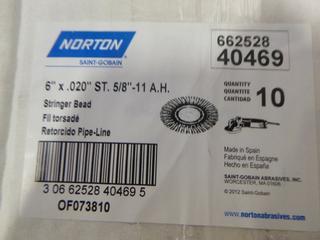 NORTON
SAINT-GOBAIN
662528
40469
6" x .020" ST. 5/8"-11 A.H.
Stringer Bead
Fil torsadé
Retorcido Pipe-Line
QUANTITY
QUANTITE
CANTIDAD
10
Made in Spain
Fabriqué en Espagne
Hecho en España
SAINT-GOBAIN ABRASIVES, INC.
WORCESTER, MA 01606
© 2012 Saint-Gobain
3 06 62528 40469 5
OF073810
www.nortonabrasives.com